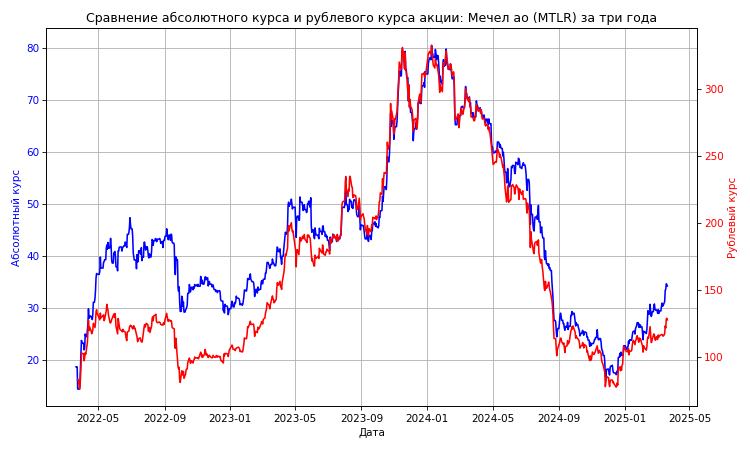 Сравнение абсолютного курса и рублевого курса акции: Мечел ао (MTLR) за три года
Абсолютный курс
80
70
60
50
40
30
20
300
250
200
150
100
Рублевый курс
2022-05 2022-09 2023-01 2023-05 2023-09 2024-01 2024-05 2024-09 2025-01 2025-05
Дата